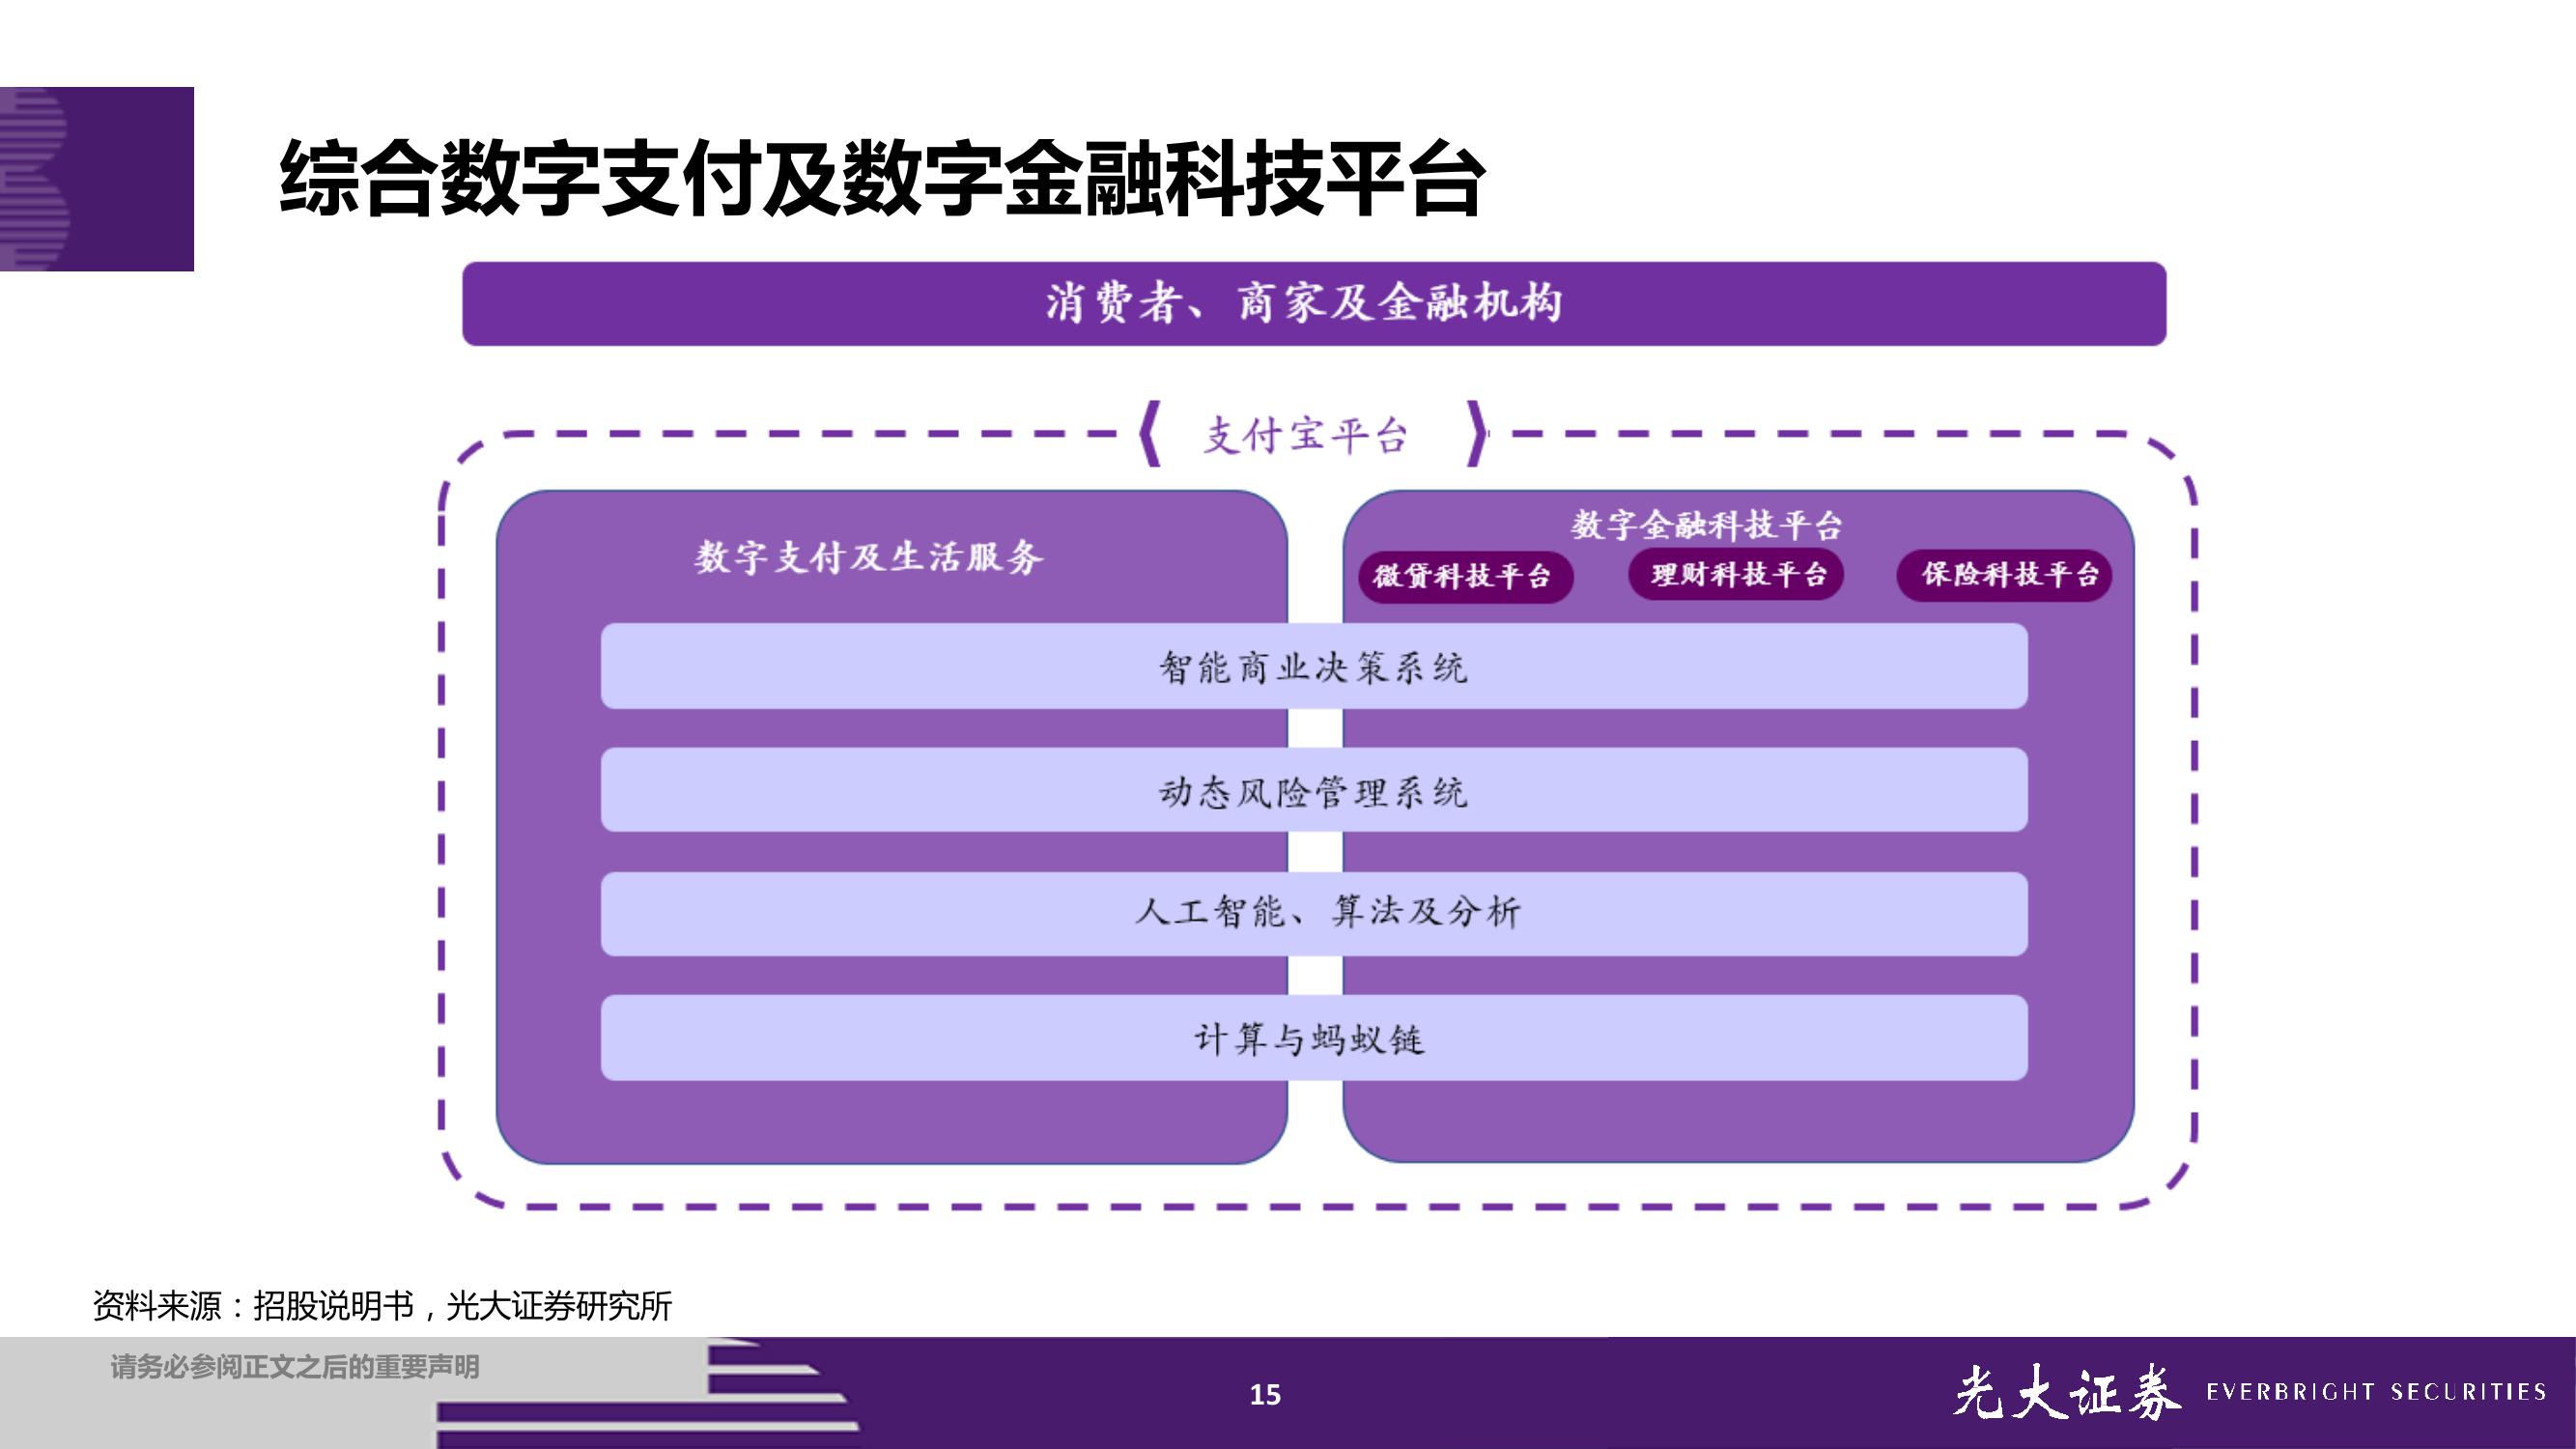 综合数字支付及数字金融科技平台
消费者、商家及金融机构
支付宝平台
数字支付及生活服务
数字金融科技平台
微贷科技平台
理财科技平台
保险科技平台
智能商业决策系统
动态风险管理系统
人工智能、算法及分析
计算与蚂蚁链
资料来源：招股说明书，光大证券研究所
请务必参阅正文之后的重要声明
15
光大证券 EVERBRIGHT SECURITIES